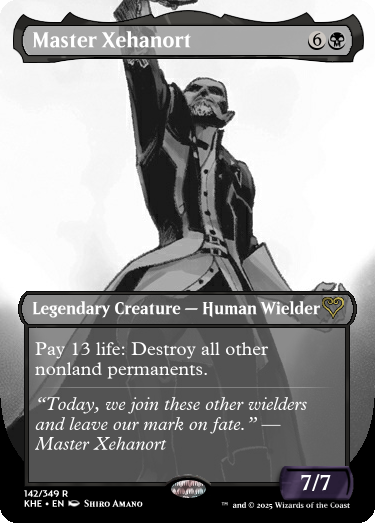 Master Xehanort 6
Legendary Creature — Human Wielder
Pay 13 life: Destroy all other
nonland permanents.
“Today, we join these other wielders
and leave our mark on fate.” —
Master Xehanort
7/7
142/349 R
KHE • EN Shiro Amano
™ and © 2025 Wizards of the Coast